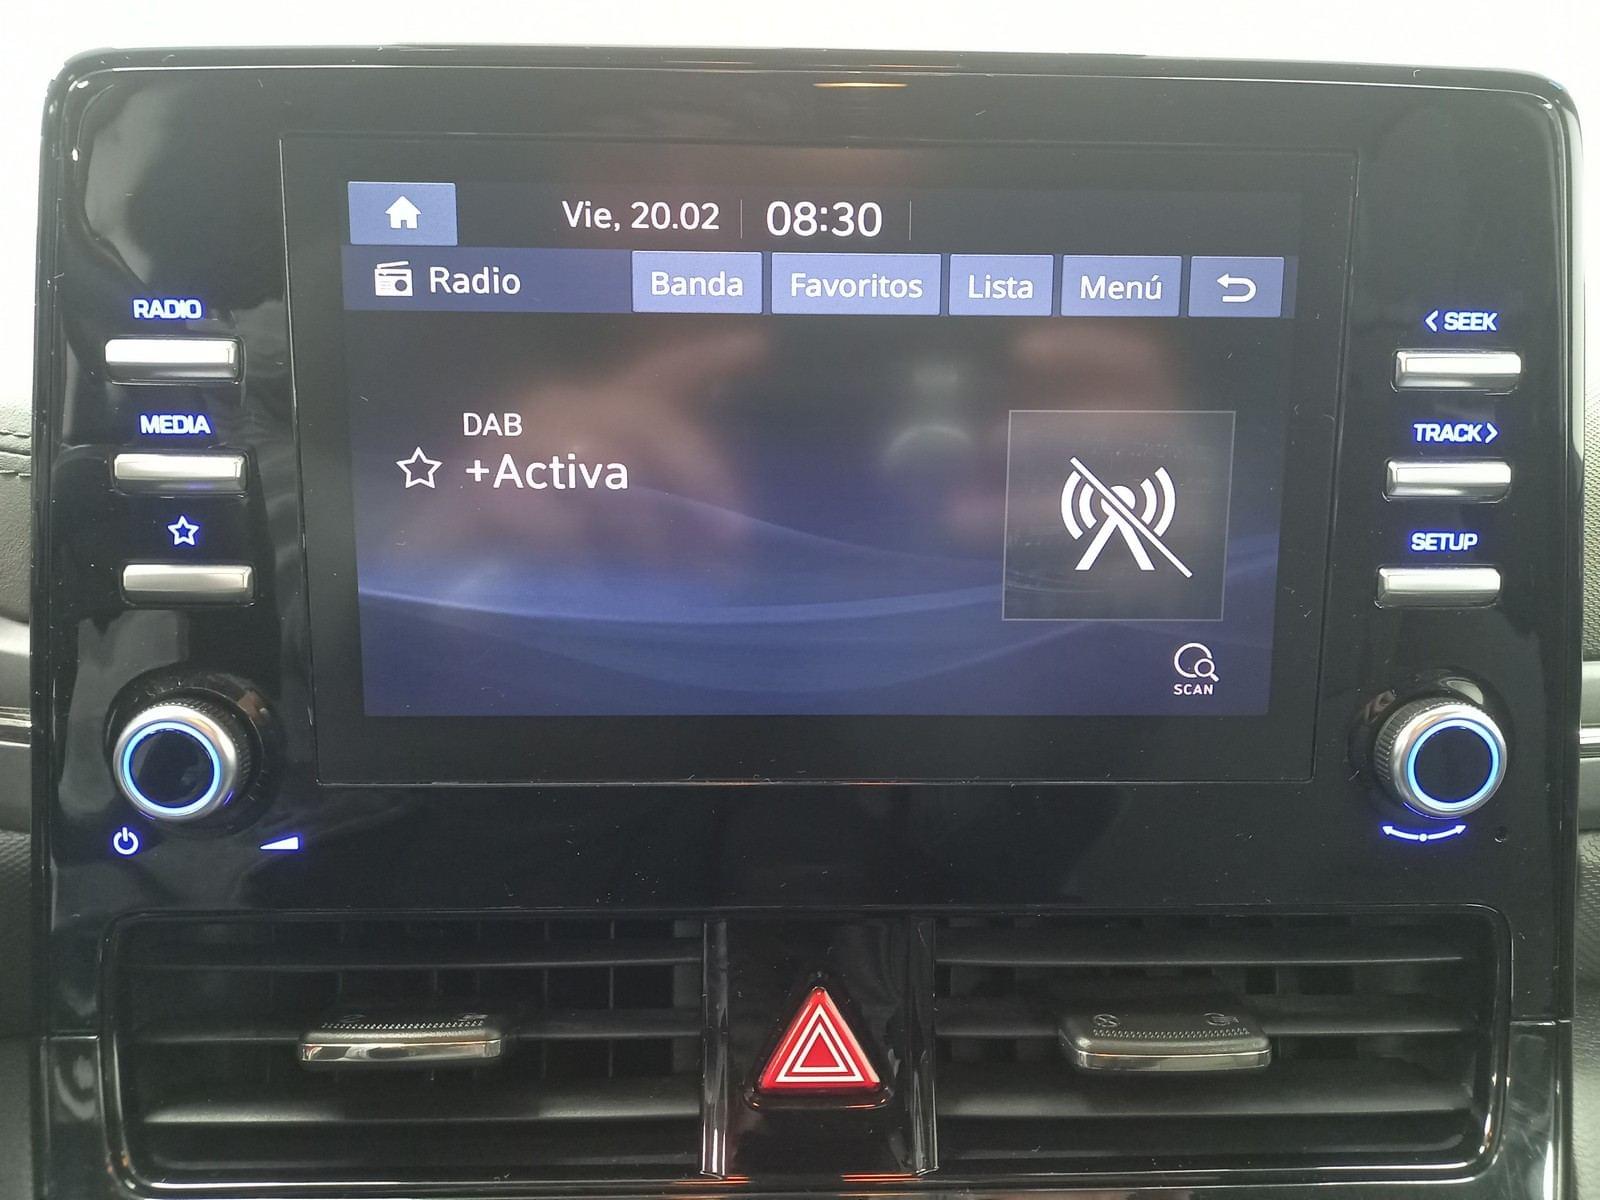 Vie, 20.02 08:30
Radio Banda Favoritos Lista Menú
RADIO
MEDIA
DAB
+Activa
SCAN
< SEEK
TRACK >
SETUP